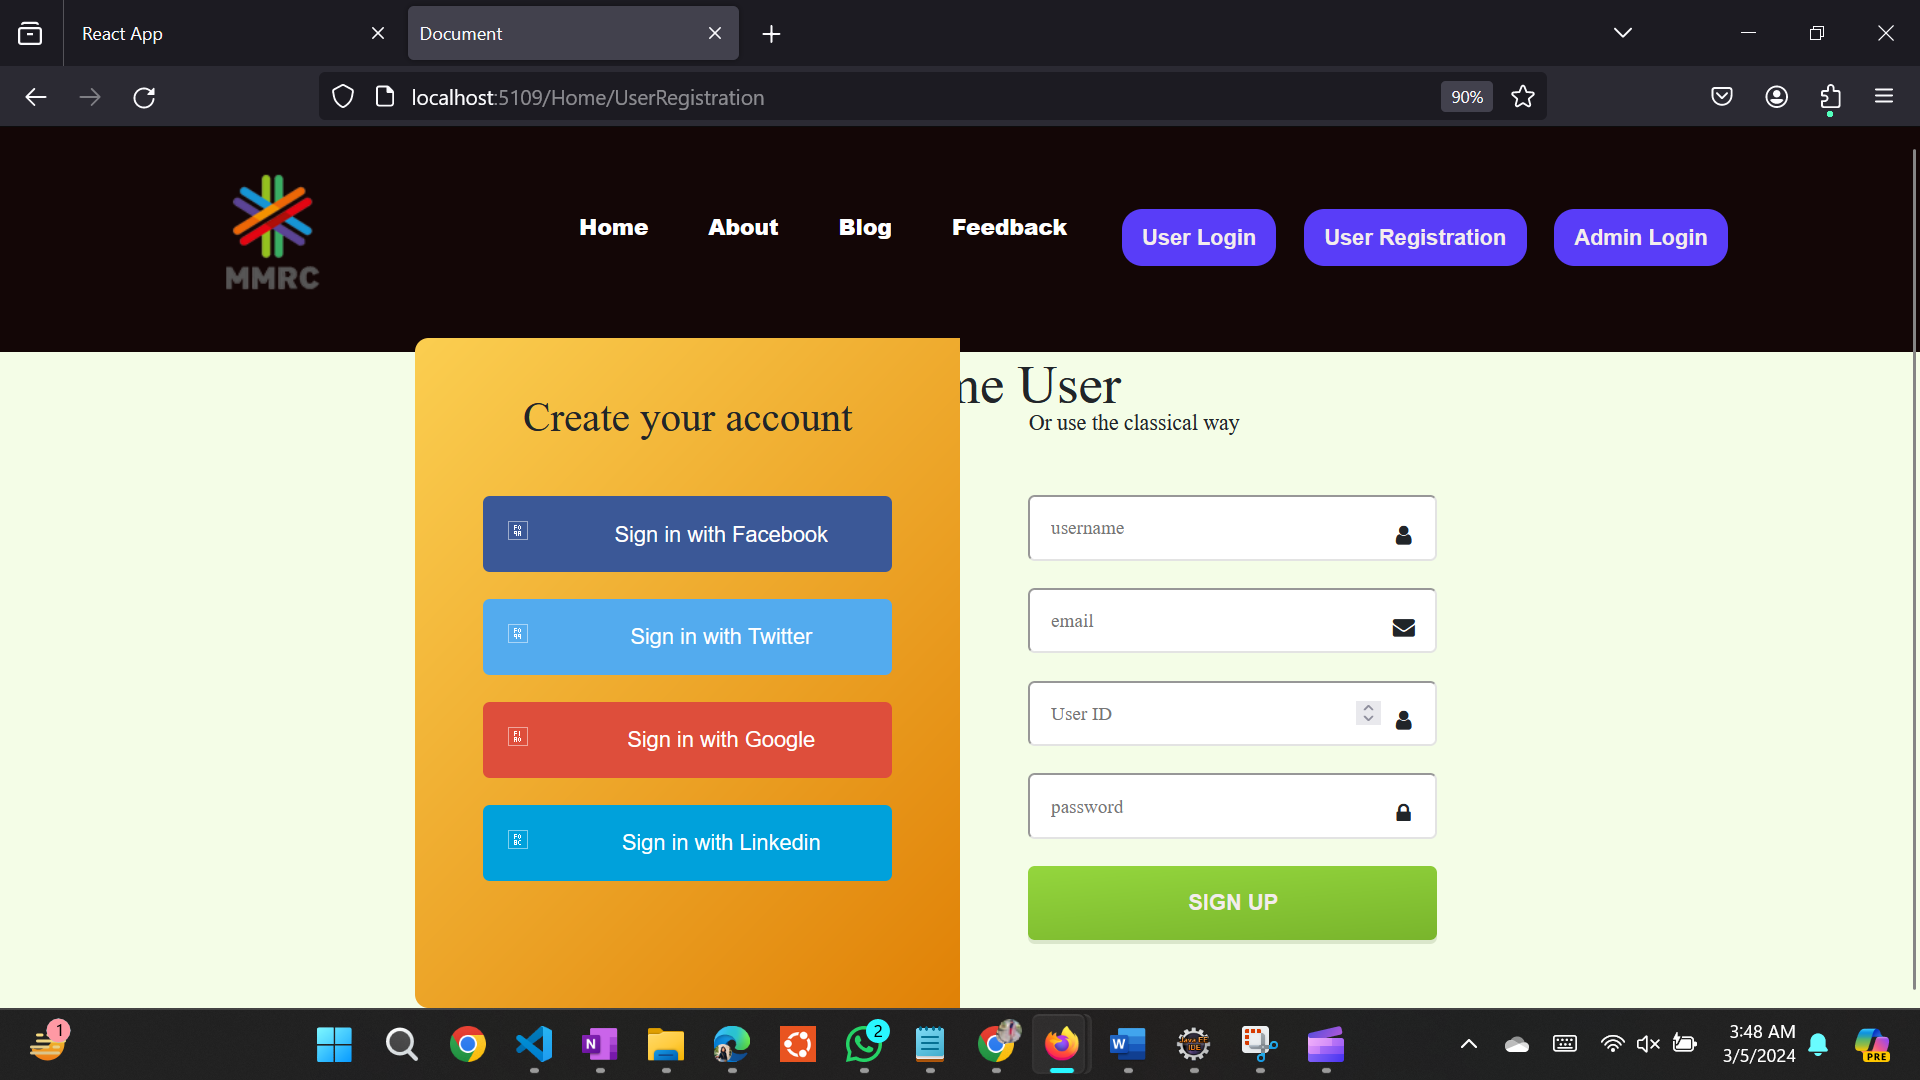 React App
Document
localhost:5109/Home/UserRegistration
90%
MMRC
Home
About
Blog
Feedback
User Login
User Registration
Admin Login
me User
Create your account
Or use the classical way
Sign in with Facebook
Sign in with Twitter
Sign in with Google
Sign in with Linkedin
username
email
User ID
password
SIGN UP
1
2
3:48 AM
3/5/2024
PRE